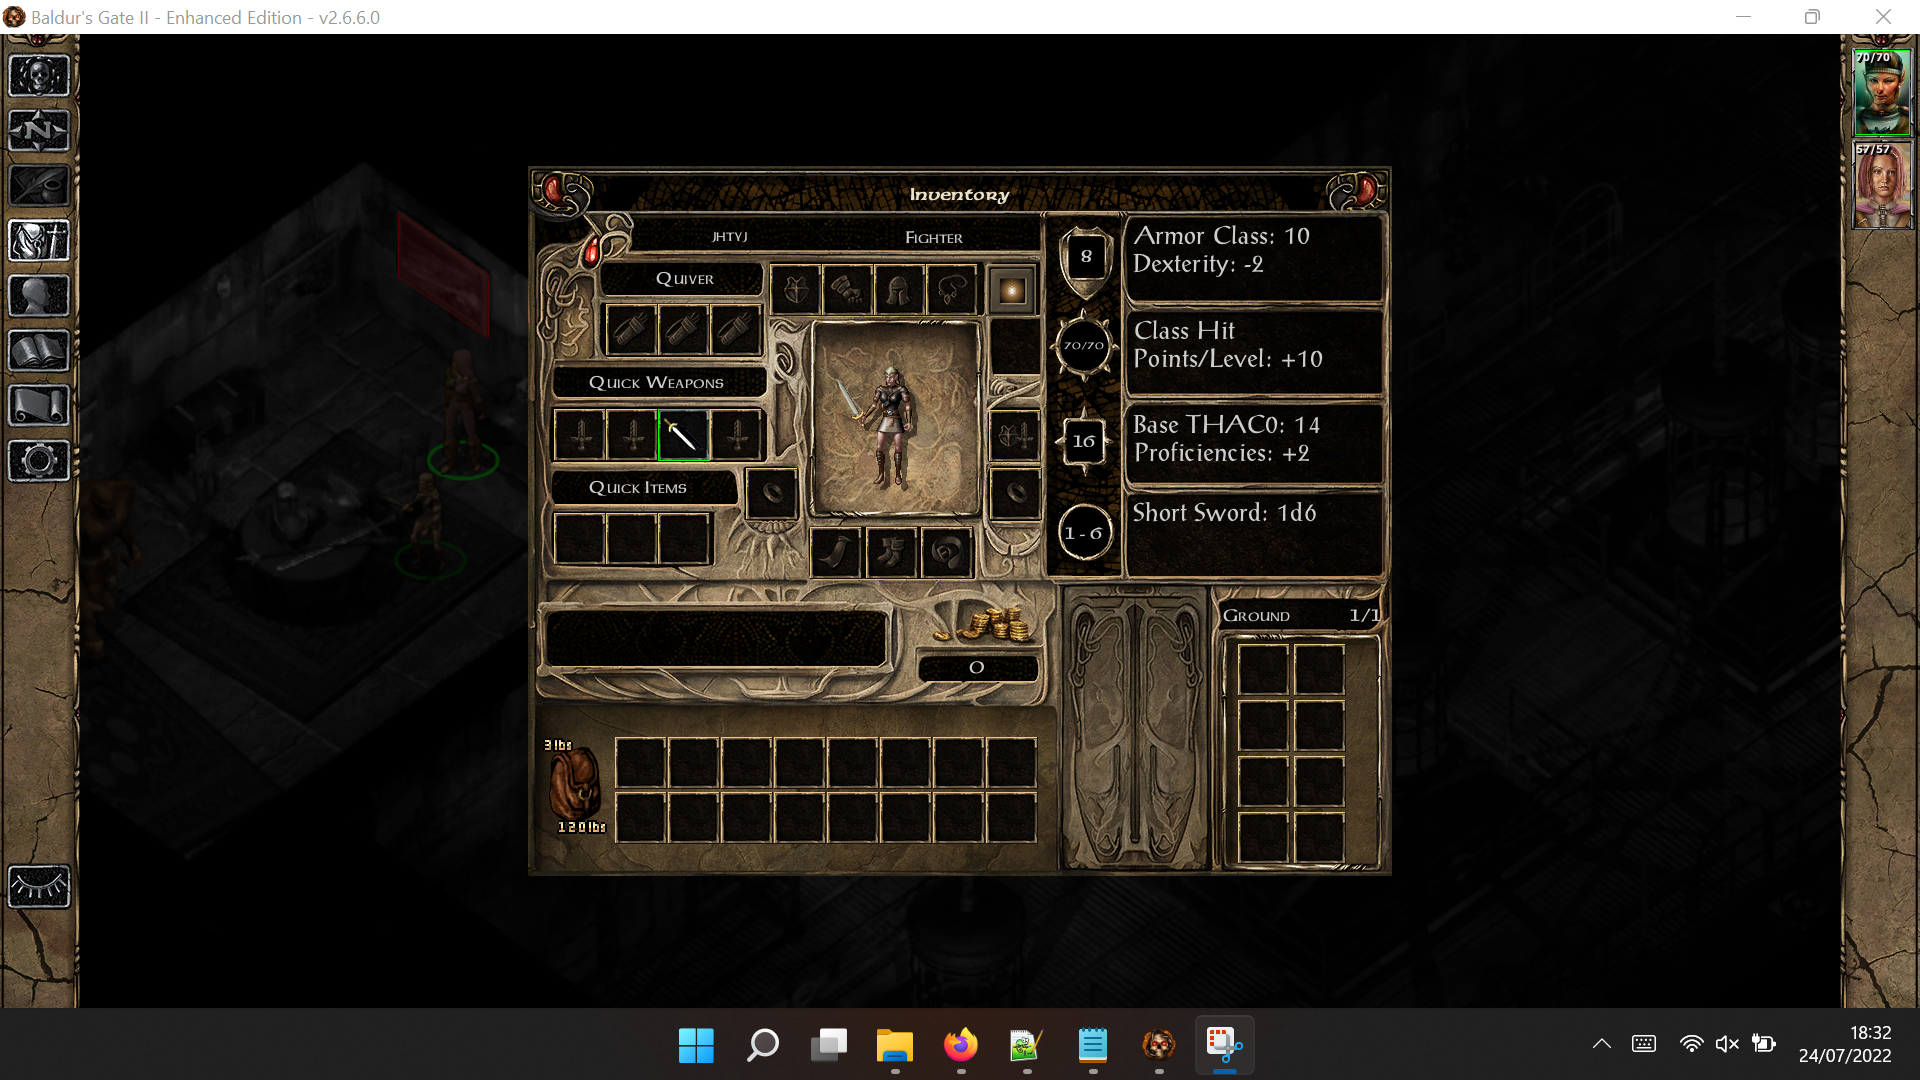 Baldur's Gate II - Enhanced Edition - v2.6.6.0
70/70
57/57
N
Inventory
JHTYJ
FIGHTER
QUIVER
QUICK WEAPONS
QUICK ITEMS
8
Armor Class: 10
Dexterity: -2
70/70
Class Hit
Points/Level: +10
16
Base THAC0: 14
Proficiencies: +2
1-6
Short Sword: 1d6
0
GROUND 1/1
3 lbs
120 lbs
18:32
24/07/2022